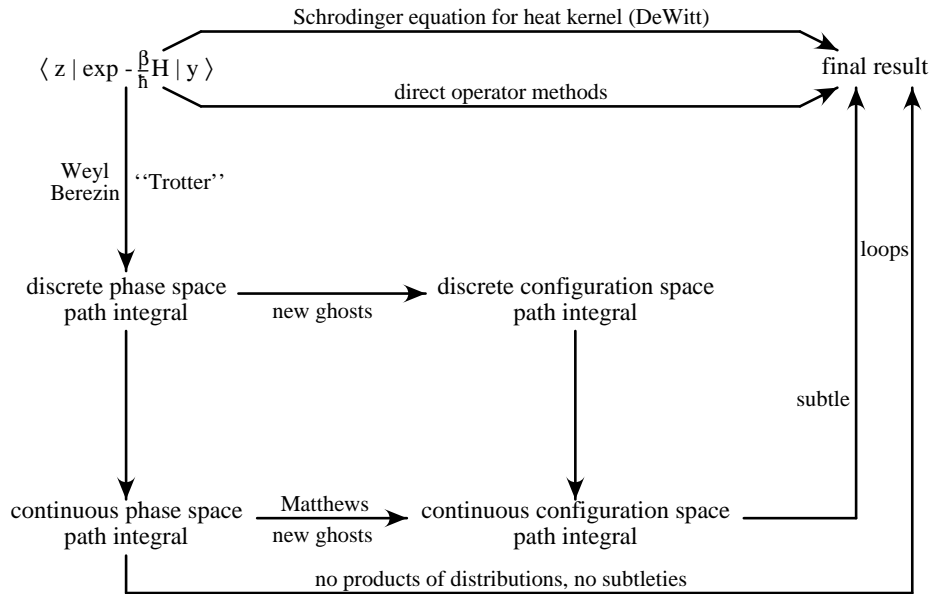 Schrodinger equation for heat kernel (DeWitt)
⟨ z | exp - β/ħ H | y ⟩
final result
direct operator methods
Weyl
Berezin
‘‘Trotter’’
loops
discrete phase space
path integral
new ghosts
discrete configuration space
path integral
subtle
continuous phase space
path integral
Matthews
new ghosts
continuous configuration space
path integral
no products of distributions, no subtleties